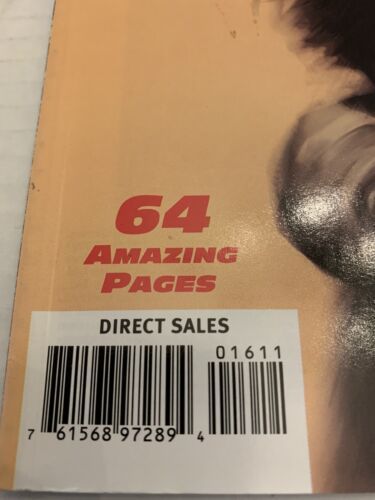 64
AMAZING
PAGES
DIRECT SALES
01611
7 61568 97289 4